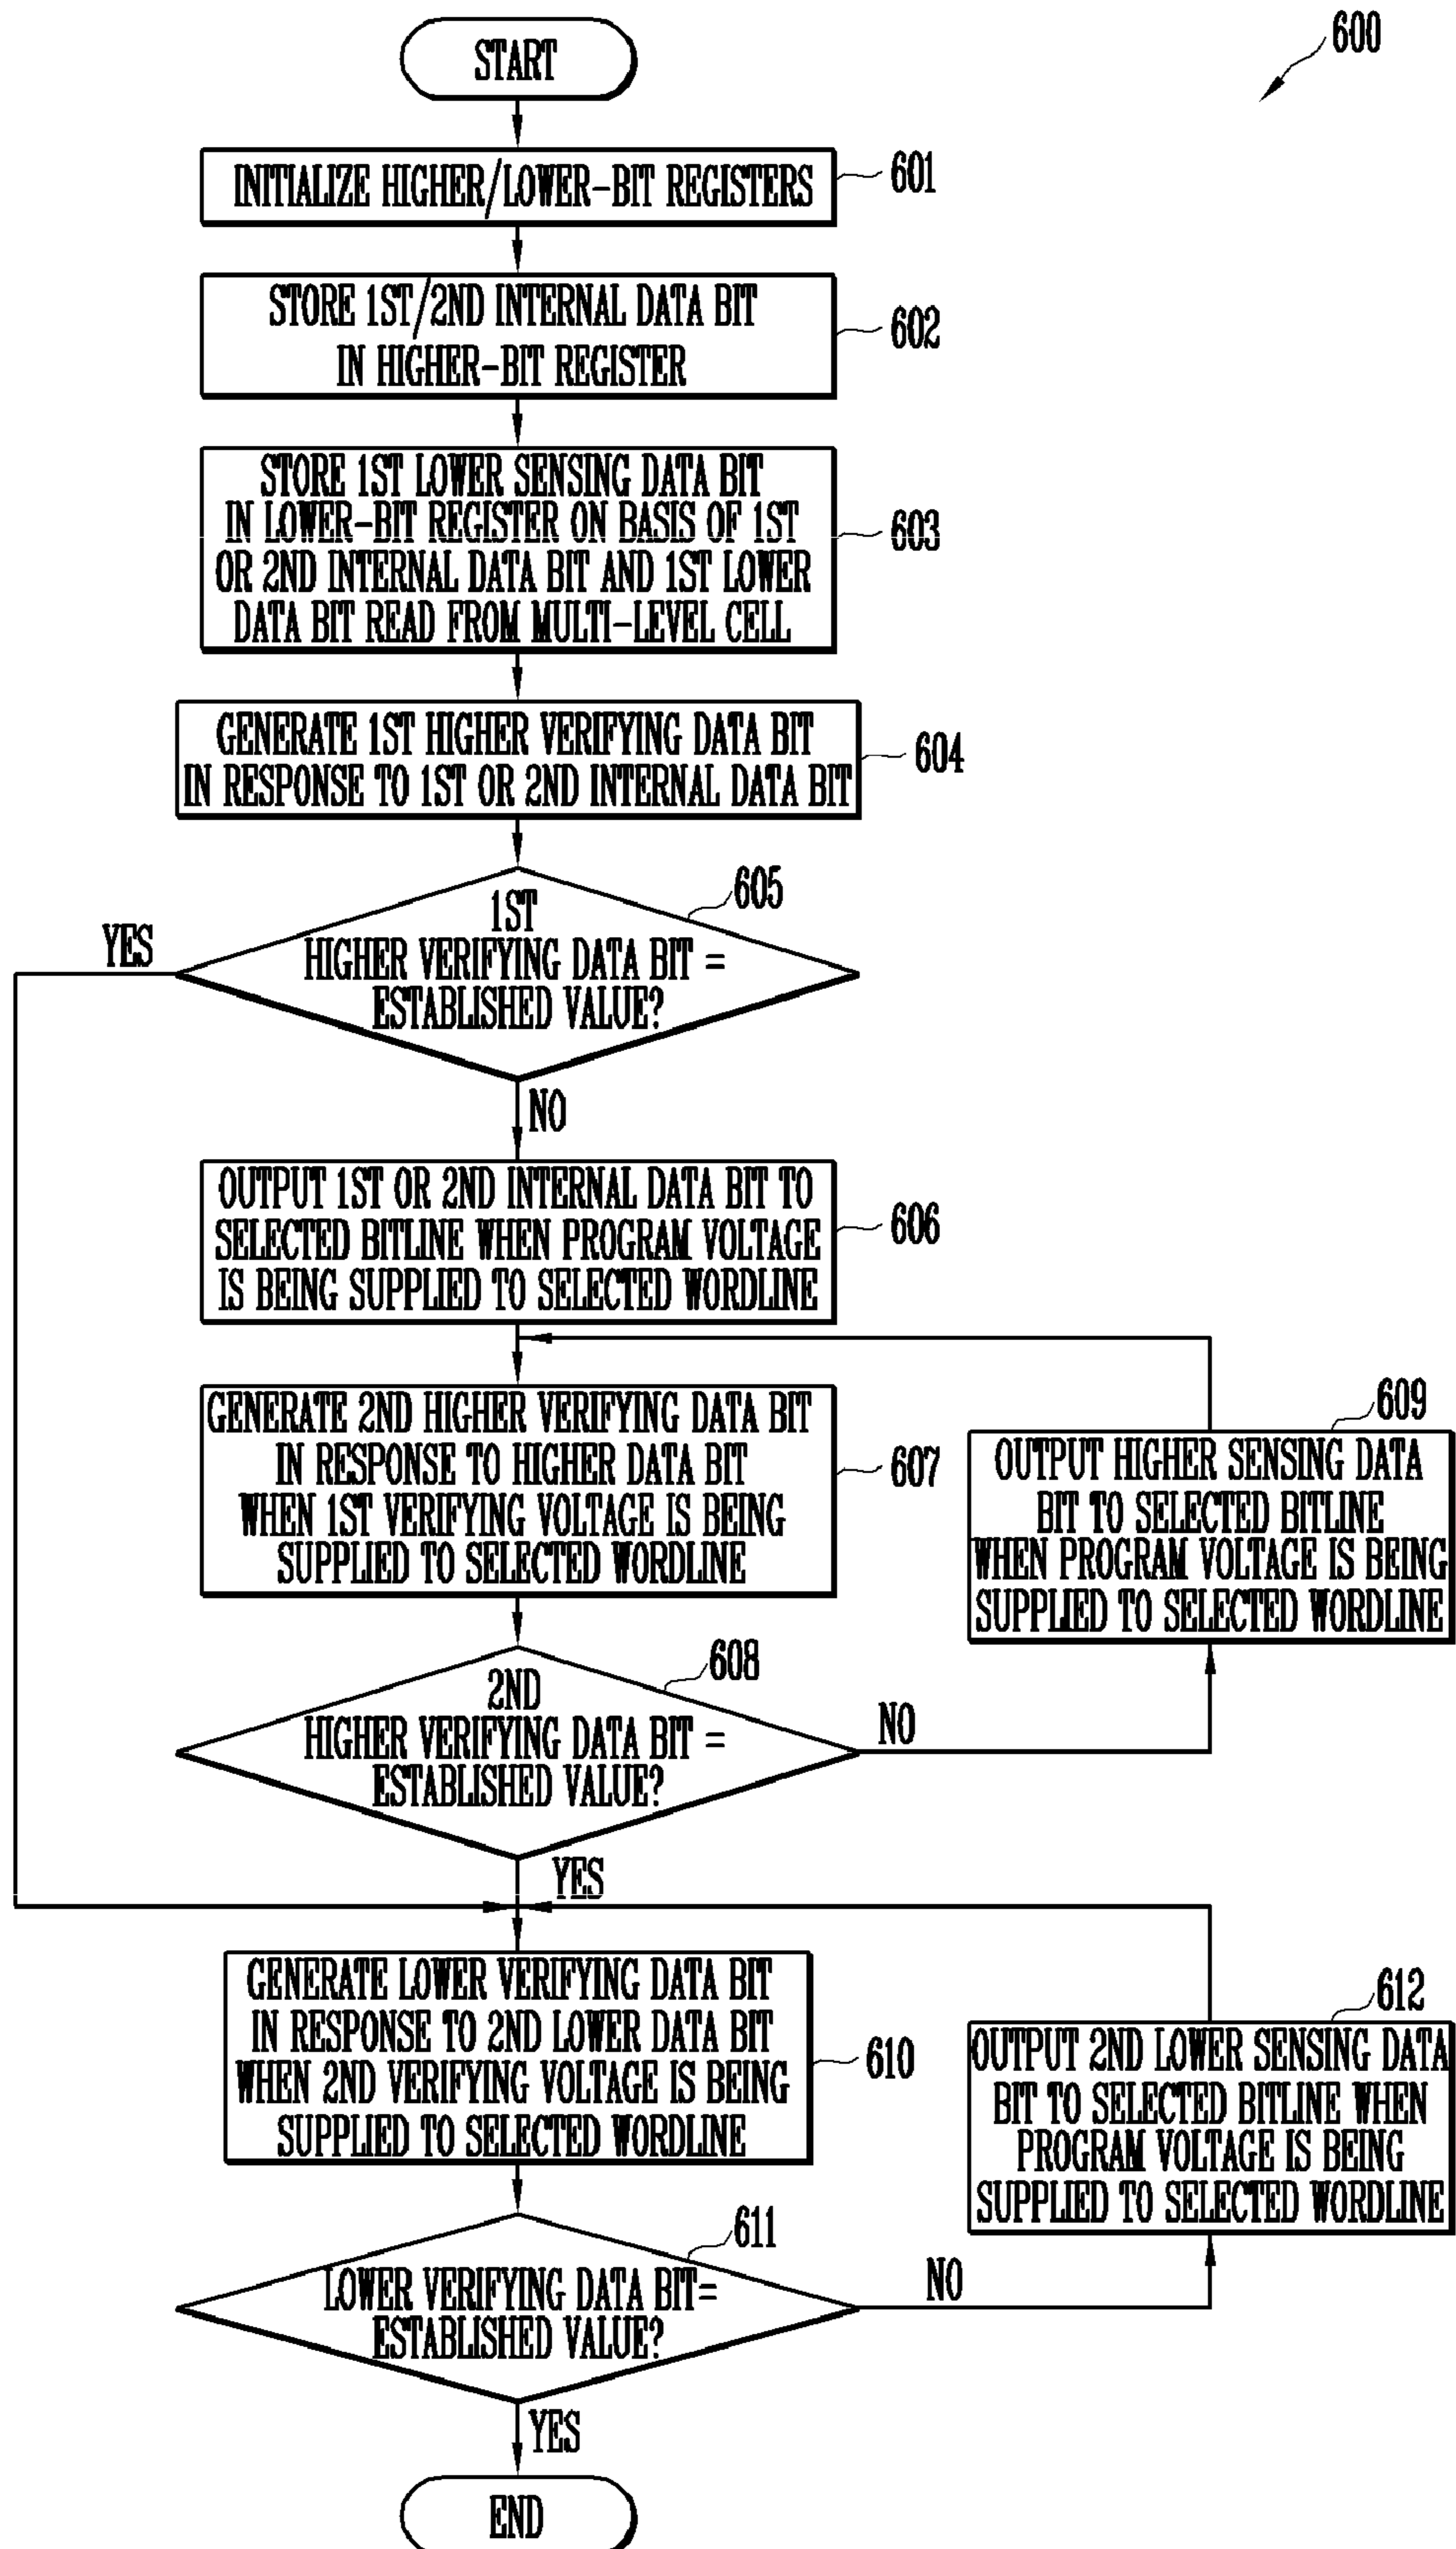 600
START
INITIALIZE HIGHER/LOWER-BIT REGISTERS
601
STORE 1ST/2ND INTERNAL DATA BIT
IN HIGHER-BIT REGISTER
602
STORE 1ST LOWER SENSING DATA BIT
IN LOWER-BIT REGISTER ON BASIS OF 1ST
OR 2ND INTERNAL DATA BIT AND 1ST LOWER
DATA BIT READ FROM MULTI-LEVEL CELL
603
GENERATE 1ST HIGHER VERIFYING DATA BIT
IN RESPONSE TO 1ST OR 2ND INTERNAL DATA BIT
604
1ST
HIGHER VERIFYING DATA BIT =
ESTABLISHED VALUE?
605
YES
NO
OUTPUT 1ST OR 2ND INTERNAL DATA BIT TO
SELECTED BITLINE WHEN PROGRAM VOLTAGE
IS BEING SUPPLIED TO SELECTED WORDLINE
606
GENERATE 2ND HIGHER VERIFYING DATA BIT
IN RESPONSE TO HIGHER DATA BIT
WHEN 1ST VERIFYING VOLTAGE IS BEING
SUPPLIED TO SELECTED WORDLINE
607
2ND
HIGHER VERIFYING DATA BIT =
ESTABLISHED VALUE?
608
NO
OUTPUT HIGHER SENSING DATA
BIT TO SELECTED BITLINE
WHEN PROGRAM VOLTAGE IS BEING
SUPPLIED TO SELECTED WORDLINE
609
YES
GENERATE LOWER VERIFYING DATA BIT
IN RESPONSE TO 2ND LOWER DATA BIT
WHEN 2ND VERIFYING VOLTAGE IS BEING
SUPPLIED TO SELECTED WORDLINE
610
LOWER VERIFYING DATA BIT=
ESTABLISHED VALUE?
611
NO
OUTPUT 2ND LOWER SENSING DATA
BIT TO SELECTED BITLINE WHEN
PROGRAM VOLTAGE IS BEING
SUPPLIED TO SELECTED WORDLINE
612
YES
END